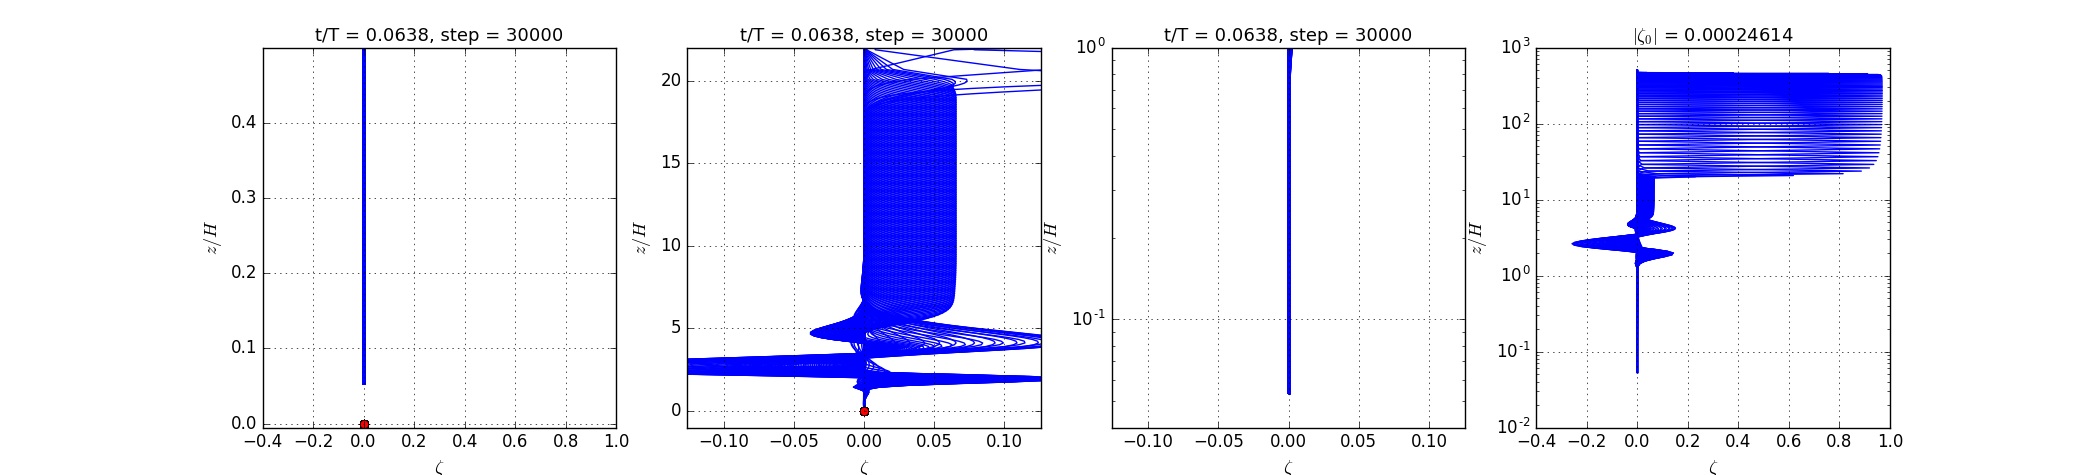 t/T = 0.0638, step = 30000
z/H
0.4
0.3
0.2
0.1
0.0
−0.4 −0.2 0.0 0.2 0.4 0.6 0.8 1.0
ζ
t/T = 0.0638, step = 30000
z/H
20
15
10
5
0
−0.10 −0.05 0.00 0.05 0.10
ζ
t/T = 0.0638, step = 30000
z/H
10⁰
10⁻¹
−0.10 −0.05 0.00 0.05 0.10
ζ
|ζ₀| = 0.00024614
z/H
10³
10²
10¹
10⁰
10⁻¹
10⁻²
−0.4 −0.2 0.0 0.2 0.4 0.6 0.8 1.0
ζ